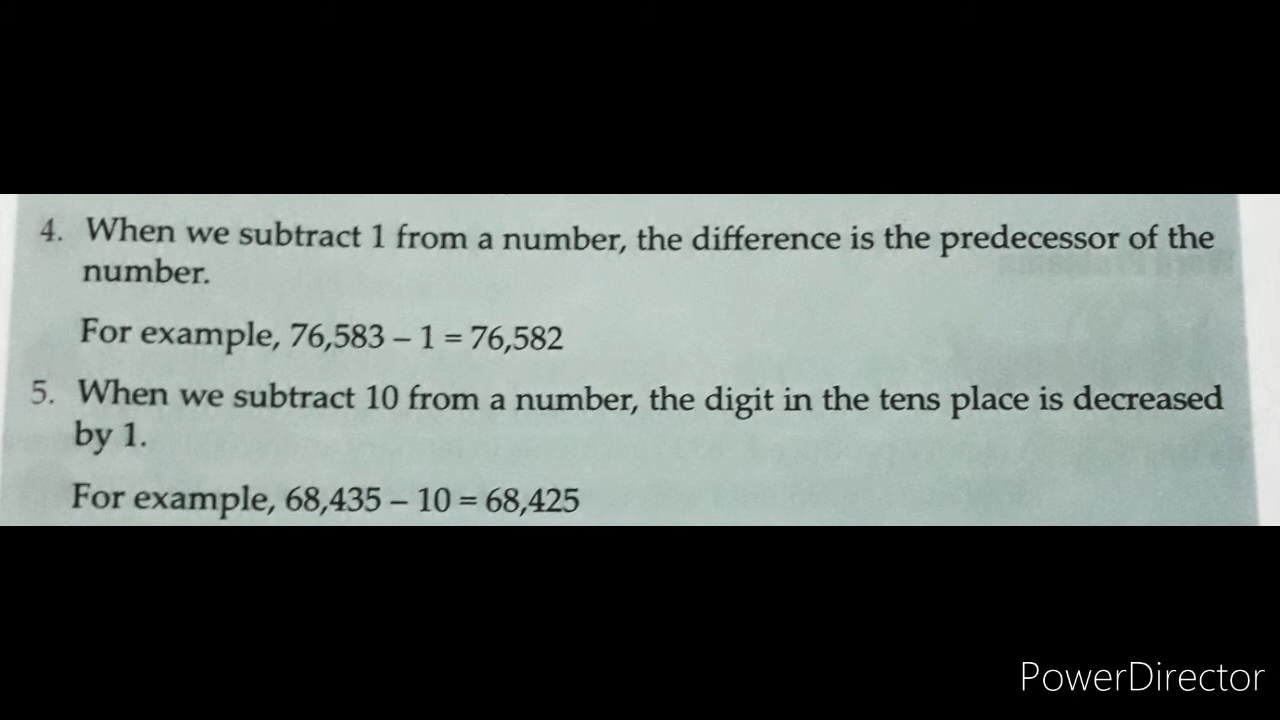 4. When we subtract 1 from a number, the difference is the predecessor of the
number.
For example, 76,583 – 1 = 76,582
5. When we subtract 10 from a number, the digit in the tens place is decreased
by 1.
For example, 68,435 – 10 = 68,425
PowerDirector